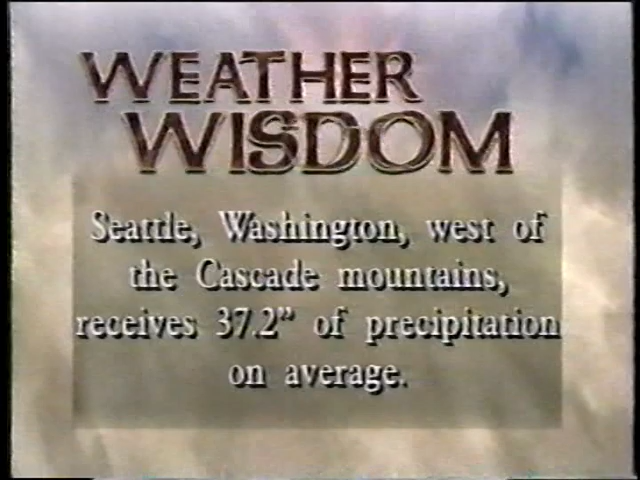 WEATHER
WISDOM
Seattle, Washington, west of
the Cascade mountains,
receives 37.2” of precipitation
on average.